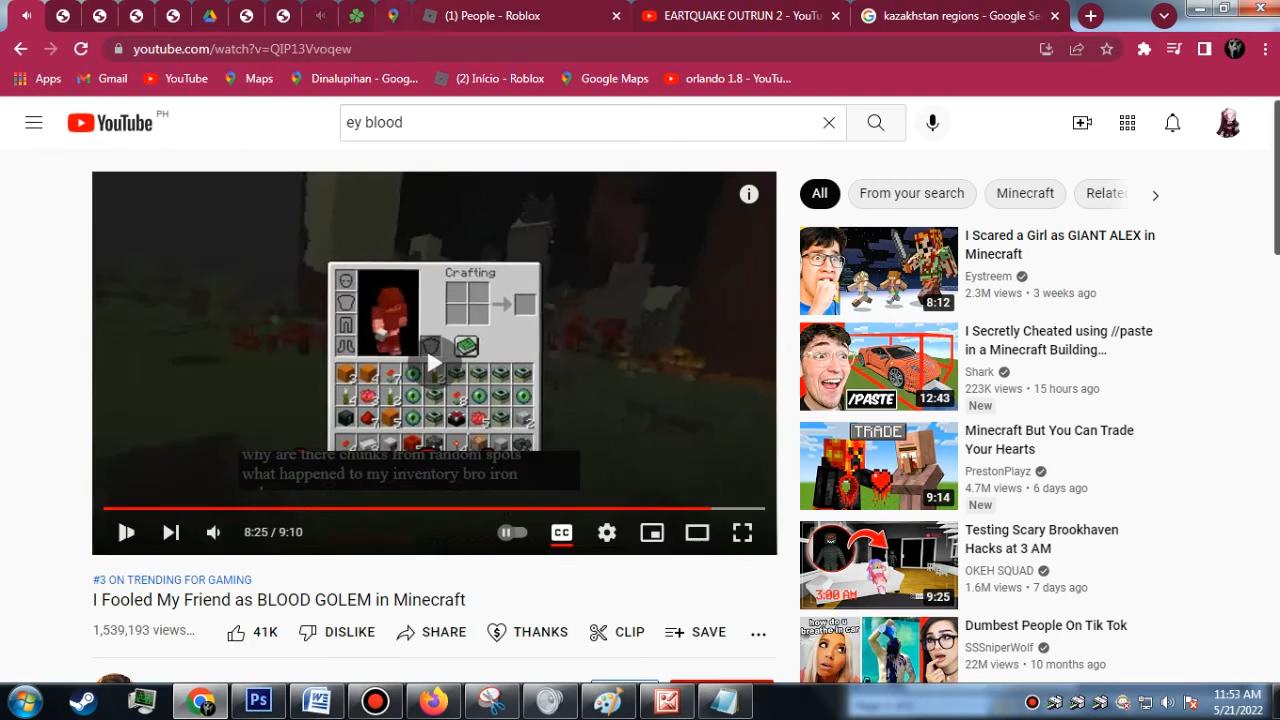 (1) People - Roblox
EARTQUAKE OUTRUN 2 - YouTu
kazakhstan regions - Google Se
youtube.com/watch?v=QIP13Vvoqew
Apps
Gmail
YouTube
Maps
Dinalupihan - Goog...
(2) Início - Roblox
Google Maps
orlando 1.8 - YouTu...
YouTube PH
ey blood
Crafting
why are there chunks from random spots
what happened to my inventory bro iron
8:25 / 9:10
CC
#3 ON TRENDING FOR GAMING
I Fooled My Friend as BLOOD GOLEM in Minecraft
1,539,193 views...
41K
DISLIKE
SHARE
THANKS
CLIP
SAVE
All
From your search
Minecraft
Relate
8:12
I Scared a Girl as GIANT ALEX in
Minecraft
Eystreem
2.3M views • 3 weeks ago
/PASTE
12:43
I Secretly Cheated using //paste
in a Minecraft Building...
Shark
223K views • 15 hours ago
New
TRADE
9:14
Minecraft But You Can Trade
Your Hearts
PrestonPlayz
4.7M views • 6 days ago
New
3:00 AM
9:25
Testing Scary Brookhaven
Hacks at 3 AM
OKEH SQUAD
1.6M views • 7 days ago
how do u
breathe in car
Dumbest People On Tik Tok
SSSniperWolf
22M views • 10 months ago
Ps
11:53 AM
5/21/2022